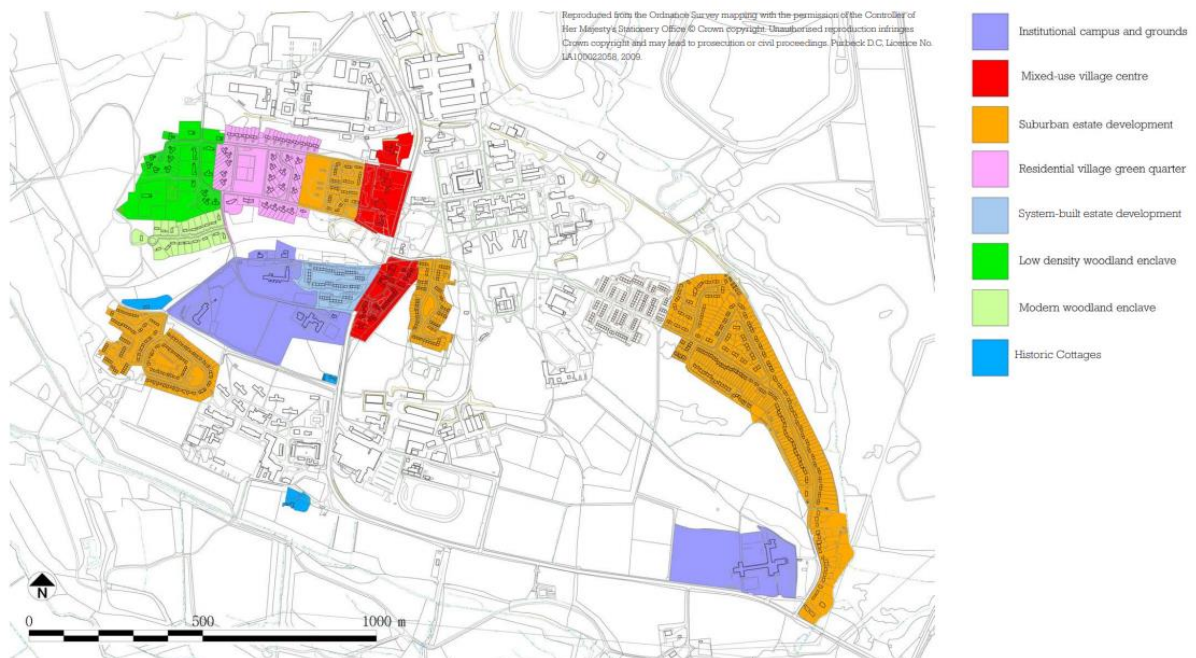 Reproduced from the Ordnance Survey mapping with the permission of the Controller of
Her Majesty's Stationery Office © Crown copyright. Unauthorised reproduction infringes
Crown copyright and may lead to prosecution or civil proceedings. Purbeck D.C, Licence No.
LA100022058, 2009.
Institutional campus and grounds
Mixed-use village centre
Suburban estate development
Residential village green quarter
System-built estate development
Low density woodland enclave
Modern woodland enclave
Historic Cottages
N
0 500 1000 m